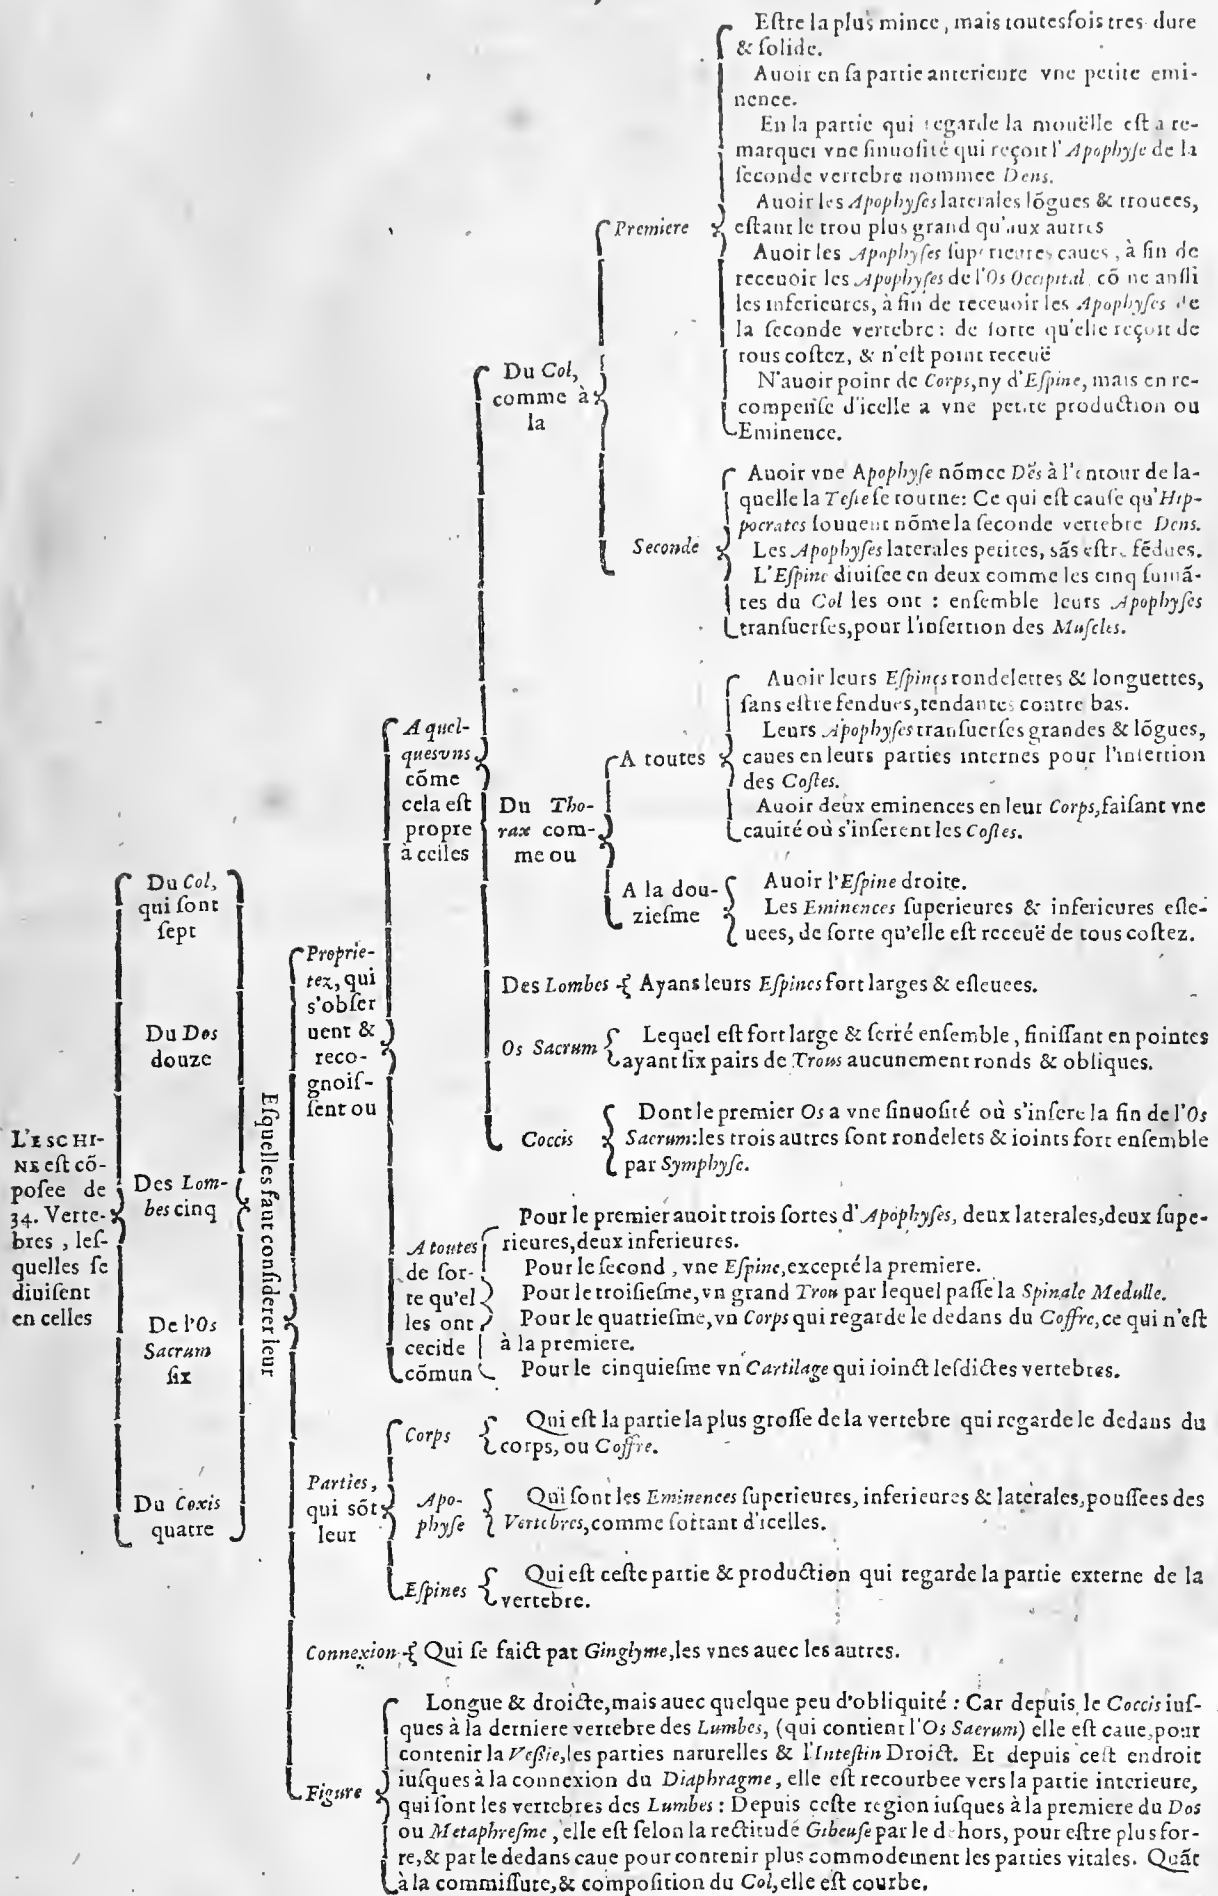 L'ESCHI-
NE est cõ-
posee de
34. Verte-
bres, les-
quelles se
diuisent
en celles
Du Col,
qui sont
sept
Du Dos
douze
Des Lom-
bes cinq
De l'Os
Sacrum
six
Du Coxis
quatre
Esquelles faut considerer leur
Proprie-
tez, qui
s'obser
uent &
reco-
gnois-
sent ou
A quel-
quesvns
cõme
cela est
propre
à celles
Du Col,
comme à
la
Premiere
Estre la plus mince, mais toutesfois tres dure
& solide.
Auoir en sa partie anterieure vne petite emi-
nence.
En la partie qui regarde la mouëlle est a re-
marquer vne sinuosité qui reçoit l'Apophyse de la
seconde vertebre nommee Dens.
Auoir les Apophyses laterales lõgues & trouees,
estant le trou plus grand qu'aux autres
Auoir les Apophyses superieures caues, à fin de
receuoir les Apophyses de l'Os Occipital, cõme aussi
les inferieures, à fin de receuoir les Apophyses de
la seconde vertebre: de sorte qu'elle reçoit de
tous costez, & n'est point receuë
N'auoir point de Corps, ny d'Espine, mais en re-
compense d'icelle a vne petite production ou
Eminence.
Seconde
Auoir vne Apophyse nõmee Dẽs à l'entour de la-
quelle la Teste se tourne: Ce qui est cause qu'Hip-
pocrates souuent nõme la seconde vertebre Dens.
Les Apophyses laterales petites, sãs estre fẽdues.
L'Espine diuisee en deux comme les cinq suiuã-
tes du Col les ont : ensemble leurs Apophyses
transuerses, pour l'insertion des Muscles.
Du Tho-
rax com-
me ou
A toutes
Auoir leurs Espines rondelettes & longuettes,
sans estre fendues, tendantes contre bas.
Leurs Apophyses transuerses grandes & lõgues,
caues en leurs parties internes pour l'insertion
des Costes.
Auoir deux eminences en leur Corps, faisant vne
cauité où s'inserent les Costes.
A la dou-
ziesme
Auoir l'Espine droite.
Les Eminences superieures & inferieures esle-
uees, de sorte qu'elle est receuë de tous costez.
Des Lombes
Ayans leurs Espines fort larges & esleuees.
Os Sacrum
Lequel est fort large & serré ensemble, finissant en pointes
ayant six pairs de Trous aucunement ronds & obliques.
Coccis
Dont le premier Os a vne sinuosité où s'insere la fin de l'Os
Sacrum: les trois autres sont rondelets & ioints fort ensemble
par Symphyse.
A toutes
de sor-
te qu'el
les ont
cecide
cõmun
Pour le premier auoit trois sortes d'Apophyses, deux laterales, deux supe-
rieures, deux inferieures.
Pour le second, vne Espine, excepté la premiere.
Pour le troisiesme, vn grand Trou par lequel passe la Spinale Medulle.
Pour le quatriesme, vn Corps qui regarde le dedans du Coffre, ce qui n'est
à la premiere.
Pour le cinquiesme vn Cartilage qui ioinct lesdictes vertebres.
Parties,
qui sõt
leur
Corps
Qui est la partie la plus grosse de la vertebre qui regarde le dedans du
corps, ou Coffre.
Apo-
physe
Qui sont les Eminences superieures, inferieures & laterales, poussees des
Vertebres, comme sortant d'icelles.
Espines
Qui est ceste partie & production qui regarde la partie externe de la
vertebre.
Connexion
Qui se faict par Ginglyme, les vnes auec les autres.
Figure
Longue & droicte, mais auec quelque peu d'obliquité : Car depuis le Coccis ius-
ques à la derniere vertebre des Lumbes, (qui contient l'Os Sacrum) elle est caue, pour
contenir la Vessie, les parties naturelles & l'Intestin Droict. Et depuis cest endroit
iusques à la connexion du Diaphragme, elle est recourbee vers la partie interieure,
qui sont les vertebres des Lumbes : Depuis ceste region iusques à la premiere du Dos
ou Metaphresme, elle est selon la rectitude Gibeuse par le dehors, pour estre plus for-
te, & par le dedans caue pour contenir plus commodement les parties vitales. Quãt
à la commissure, & composition du Col, elle est courbe.